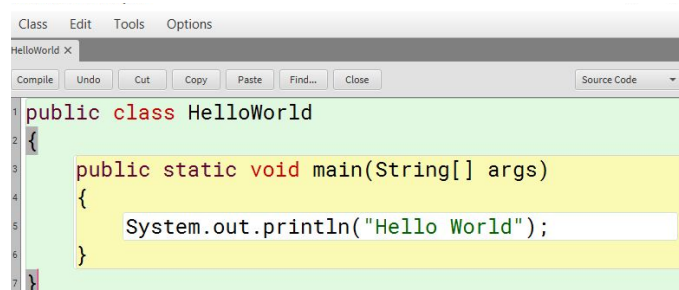 Class Edit Tools Options
HelloWorld X
Compile Undo Cut Copy Paste Find... Close Source Code
1 public class HelloWorld
2 {
3 public static void main(String[] args)
4 {
5 System.out.println("Hello World");
6 }
7 }